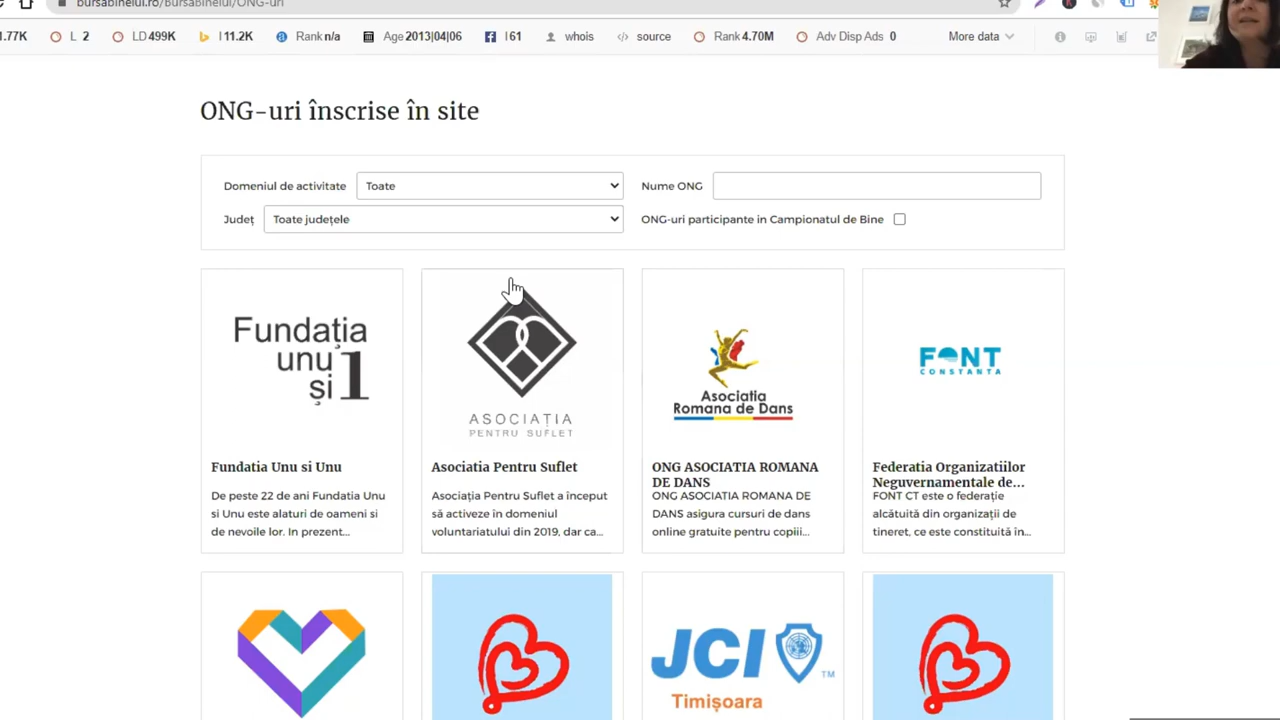 bursabinelui.ro/BursaBinelui/ONG-uri
1.77K L 2 LD 499K I 11.2K Rank n/a Age 2013|04|06 I 61 whois source Rank 4.70M Adv Disp Ads 0 More data
ONG-uri înscrise în site
Domeniul de activitate Toate Nume ONG
Județ Toate județele ONG-uri participante in Campionatul de Bine
Fundația
unu
și 1
ASOCIAȚIA
PENTRU SUFLET
Asociatia
Romana de Dans
FONT
CONSTANTA
Fundatia Unu si Unu
De peste 22 de ani Fundatia Unu
si Unu este alaturi de oameni si
de nevoile lor. In prezent...
Asociatia Pentru Suflet
Asociația Pentru Suflet a început
să activeze în domeniul
voluntariatului din 2019, dar ca...
ONG ASOCIATIA ROMANA
DE DANS
ONG ASOCIATIA ROMANA DE
DANS asigura cursuri de dans
online gratuite pentru copiii...
Federatia Organizatiilor
Neguvernamentale de...
FONT CT este o federație
alcătuită din organizații de
tineret, ce este constituită în...
JCI
TM
Timișoara